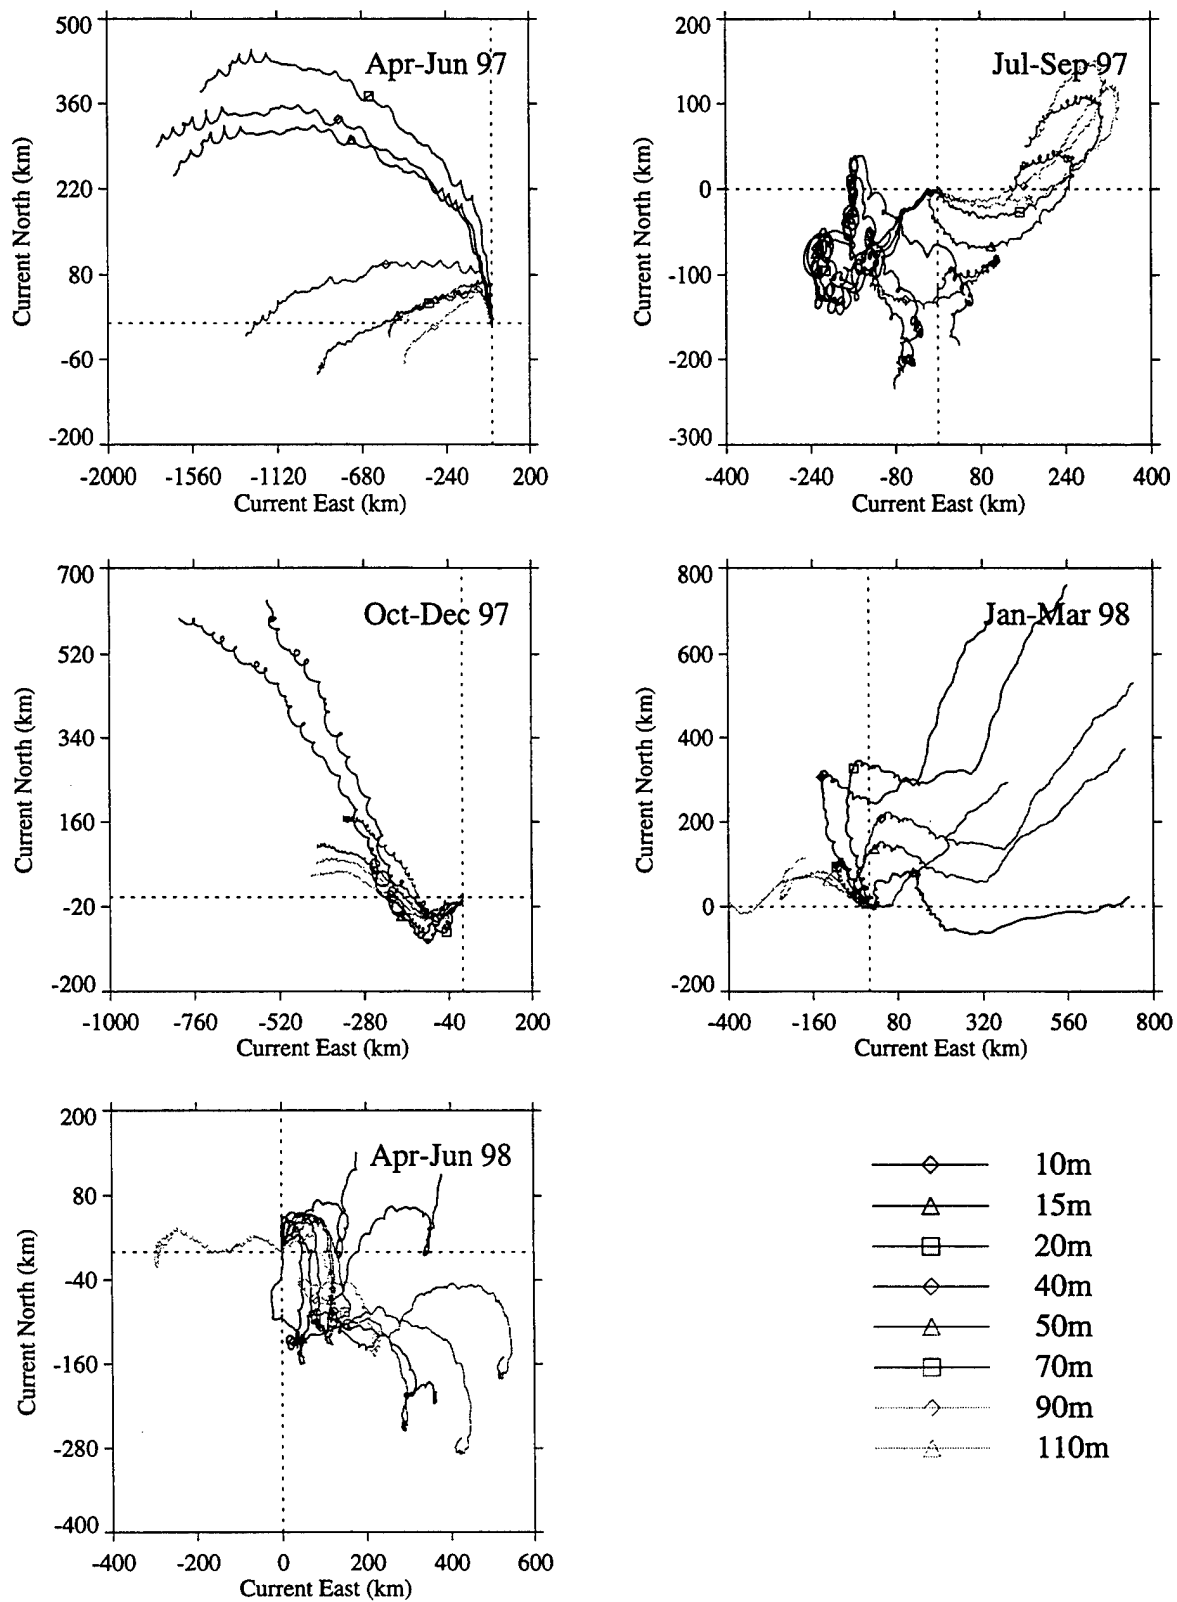 Apr-Jun 97
500
360
220
80
-60
-200
Current North (km)
-2000 -1560 -1120 -680 -240 200
Current East (km)
Jul-Sep 97
200
100
0
-100
-200
-300
Current North (km)
-400 -240 -80 80 240 400
Current East (km)
Oct-Dec 97
700
520
340
160
-20
-200
Current North (km)
-1000 -760 -520 -280 -40 200
Current East (km)
Jan-Mar 98
800
600
400
200
0
-200
Current North (km)
-400 -160 80 320 560 800
Current East (km)
Apr-Jun 98
200
80
-40
-160
-280
-400
Current North (km)
-400 -200 0 200 400 600
Current East (km)
10m
15m
20m
40m
50m
70m
90m
110m